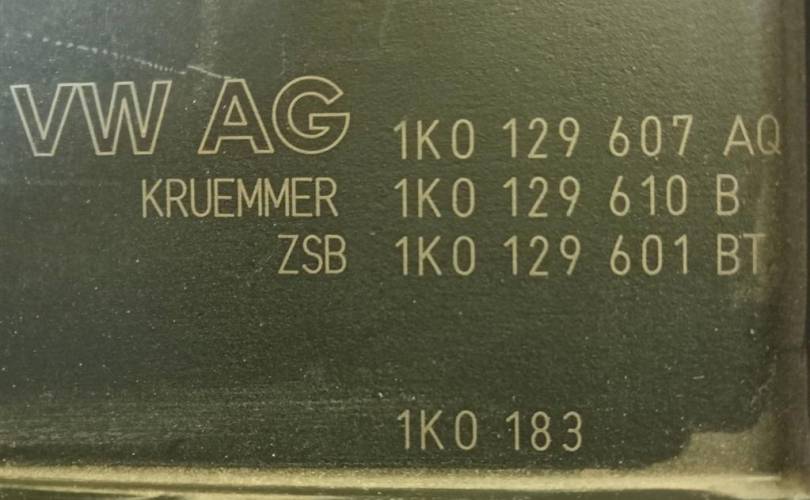 VW AG 1K0 129 607 AQ
KRUEMMER 1K0 129 610 B
ZSB 1K0 129 601 BT
1K0 183